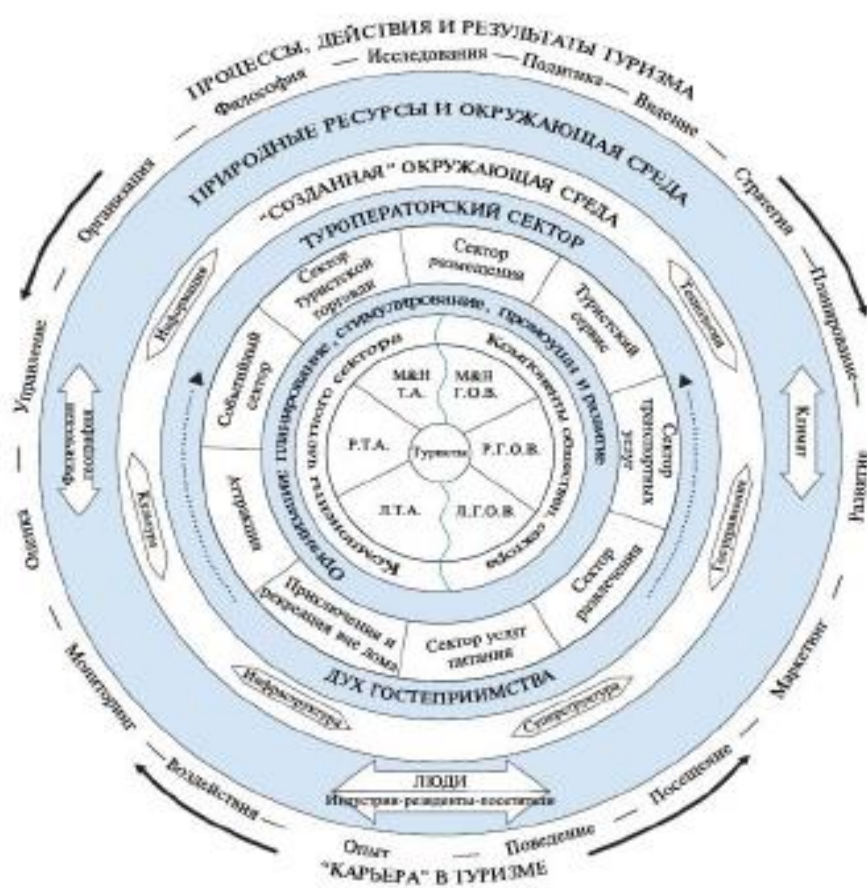 ПРОЦЕССЫ, ДЕЙСТВИЯ И РЕЗУЛЬТАТЫ ТУРИЗМА
Философия — Исследования — Политика — Видение — Стратегия — Планирование —
Маркетинг — Посещение — Поведение — Опыт — Воздействия — Мониторинг — Оценка — Управление — Организация —
ПРИРОДНЫЕ РЕСУРСЫ И ОКРУЖАЮЩАЯ СРЕДА
"СОЗДАННАЯ" ОКРУЖАЮЩАЯ СРЕДА
ТУРОПЕРАТОРСКИЙ СЕКТОР
Информация
Технологии
Климат
Физическая
география
Культура
Инфраструктура
Суперструктура
Сектор
туристской
торговли
Сектор
размещения
Туристский
сервис
Сектор
транспортных
услуг
Сектор
развлечения
Сектор услуг
питания
Приключения и
рекреация вне дома
Аттракции
Событийный
сектор
Организации: планирование, стимулирование, промоушн и развитие
Компоненты частного сектора
Компоненты обществен. сектора
М&Н
Т.А.
М&Н
Г.О.В.
Р.Т.А.
Туристы
Р.Г.О.В.
Л.Т.А.
Л.Г.О.В.
ДУХ ГОСТЕПРИИМСТВА
ЛЮДИ
Индустрия-резиденты-посетители
"КАРЬЕРА" В ТУРИЗМЕ